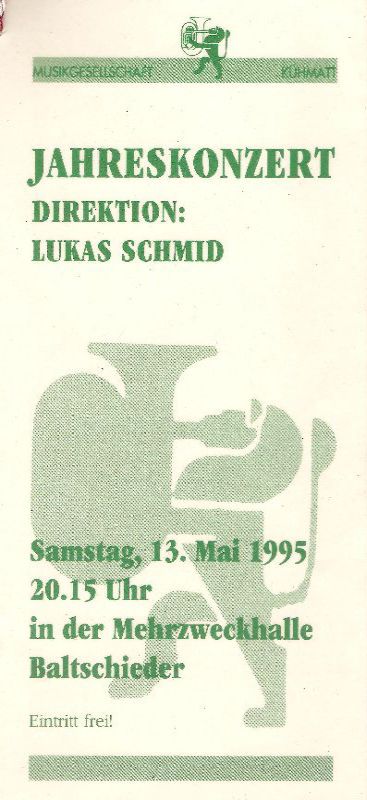 MUSIKGESELLSCHAFT KÜHMATT
JAHRESKONZERT
DIREKTION:
LUKAS SCHMID
Samstag, 13. Mai 1995
20.15 Uhr
in der Mehrzweckhalle
Baltschieder
Eintritt frei!